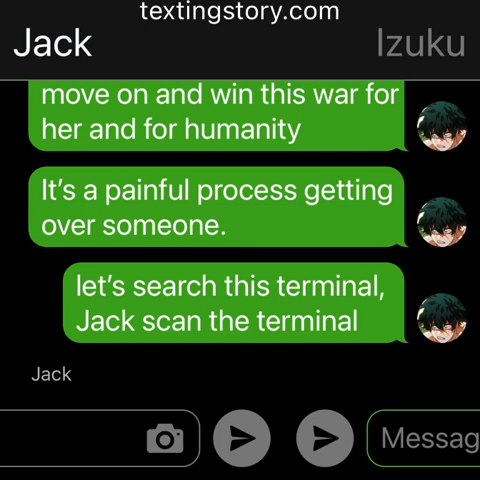 textingstory.com
Jack
Izuku
move on and win this war for
her and for humanity
It’s a painful process getting
over someone.
let’s search this terminal,
Jack scan the terminal
Jack
Messag